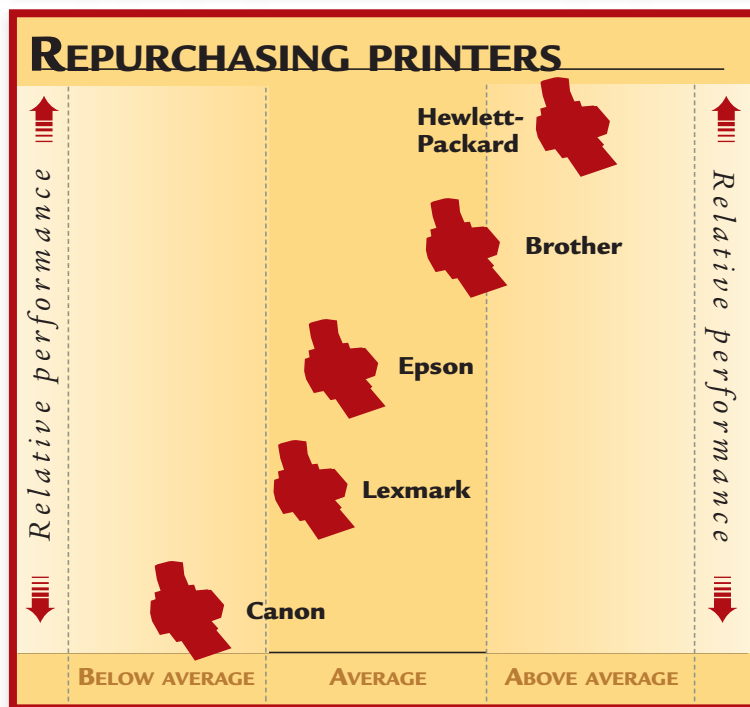 REPURCHASING PRINTERS
Relative performance
Relative performance
Hewlett-
Packard
Brother
Epson
Lexmark
Canon
BELOW AVERAGE
AVERAGE
ABOVE AVERAGE